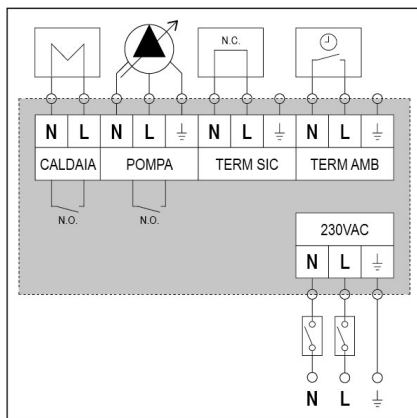 N.C.
N L N L ⏚ N L ⏚ N L ⏚
CALDAIA POMPA TERM SIC TERM AMB
N.O. N.O.
230VAC
N L ⏚
N L ⏚